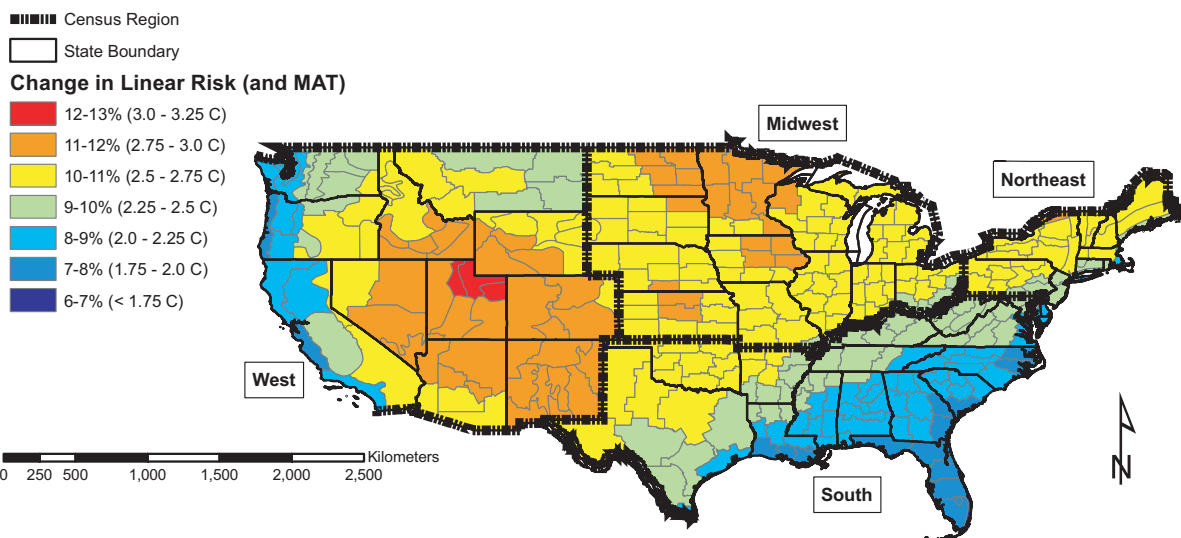 Census Region
State Boundary
Change in Linear Risk (and MAT)
12-13% (3.0 - 3.25 C)
11-12% (2.75 - 3.0 C)
10-11% (2.5 - 2.75 C)
9-10% (2.25 - 2.5 C)
8-9% (2.0 - 2.25 C)
7-8% (1.75 - 2.0 C)
6-7% (< 1.75 C)
Midwest
Northeast
West
South
Kilometers
0 250 500 1,000 1,500 2,000 2,500
N